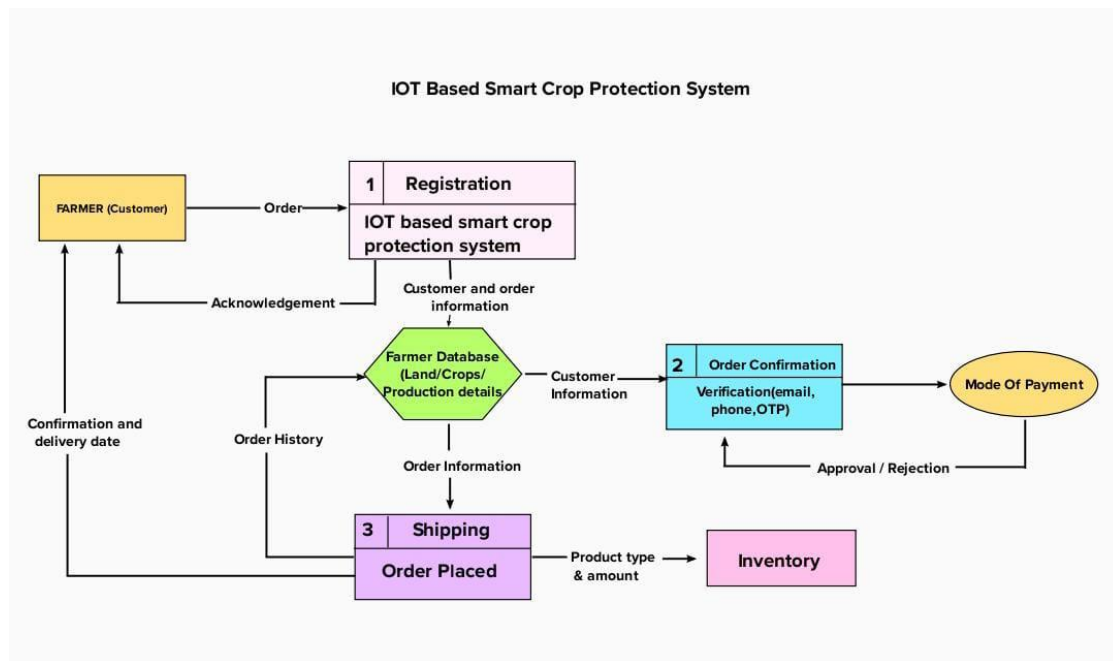 IOT Based Smart Crop Protection System
FARMER (Customer)
Order
1
Registration
IOT based smart crop
protection system
Acknowledgement
Customer and order
information
Farmer Database
(Land/Crops/
Production details
Customer
Information
2
Order Confirmation
Verification(email,
phone,OTP)
Mode Of Payment
Approval / Rejection
Confirmation and
delivery date
Order History
Order Information
3
Shipping
Order Placed
Product type
& amount
Inventory